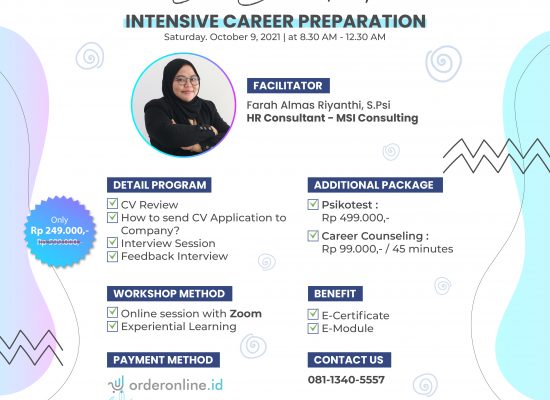 INTENSIVE CAREER PREPARATION
Saturday. October 9, 2021 | at 8.30 AM - 12.30 AM
FACILITATOR
Farah Almas Riyanthi, S.Psi
HR Consultant - MSI Consulting
DETAIL PROGRAM
CV Review
How to send CV Application to
Company?
Interview Session
Feedback Interview
ADDITIONAL PACKAGE
Psikotest :
Rp 499.000,-
Career Counseling :
Rp 99.000,- / 45 minutes
Only
Rp 249.000,-
Rp 599.000,-
WORKSHOP METHOD
Online session with Zoom
Experiential Learning
BENEFIT
E-Certificate
E-Module
PAYMENT METHOD
orderonline.id
CONTACT US
081-1340-5557